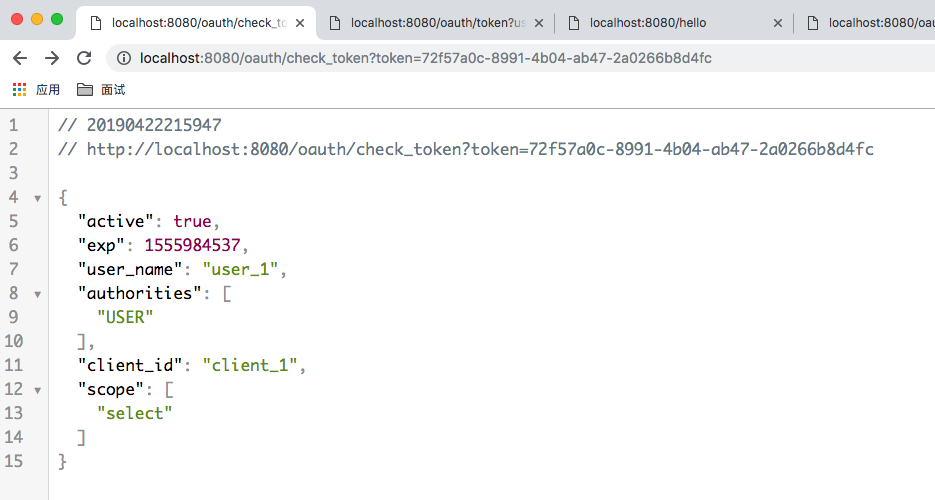 localhost:8080/oauth/check_to
localhost:8080/oauth/token?us
localhost:8080/hello
localhost:8080/oau
localhost:8080/oauth/check_token?token=72f57a0c-8991-4b04-ab47-2a0266b8d4fc
应用 面试
1 // 20190422215947
2 // http://localhost:8080/oauth/check_token?token=72f57a0c-8991-4b04-ab47-2a0266b8d4fc
3
4 {
5 "active": true,
6 "exp": 1555984537,
7 "user_name": "user_1",
8 "authorities": [
9 "USER"
10 ],
11 "client_id": "client_1",
12 "scope": [
13 "select"
14 ]
15 }